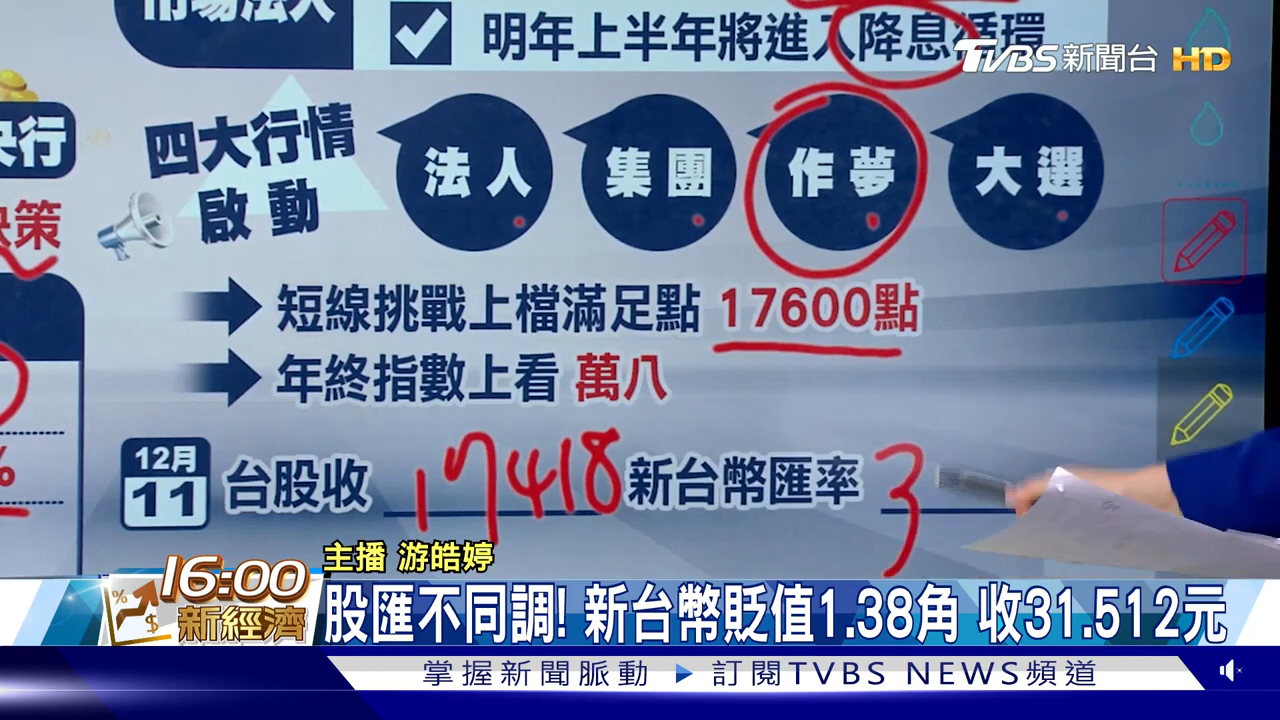 市場法人
明年上半年將進入降息循環
TVBS新聞台 HD
央行
決策
四大行情
啟動
法人
集團
作夢
大選
短線挑戰上檔滿足點 17600點
年終指數上看 萬八
%
12月
11
台股收 17418 新台幣匯率 3
主播 游皓婷
16:00
新經濟
股匯不同調! 新台幣貶值1.38角 收31.512元
掌握新聞脈動 ▶ 訂閱TVBS NEWS頻道